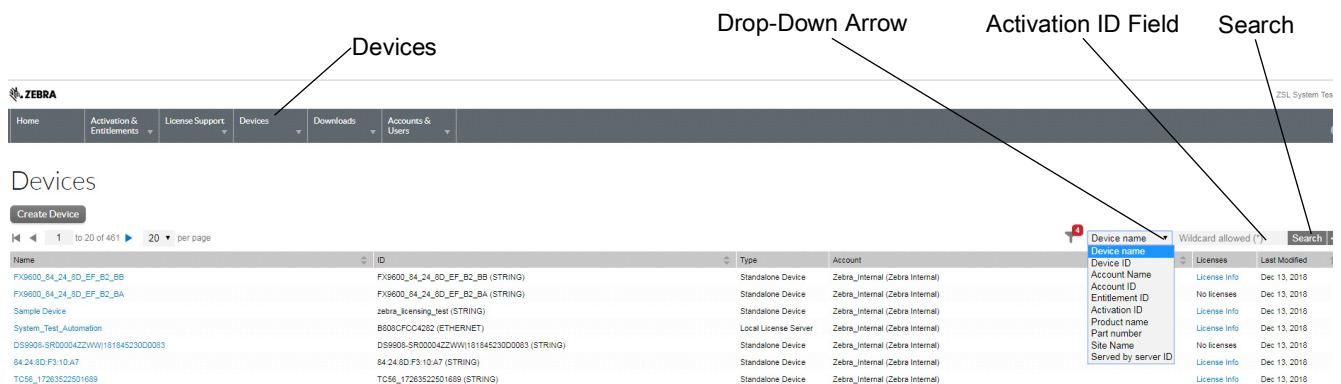 Drop-Down Arrow Activation ID Field Search
Devices
ZEBRA ZSL System Tes
Home Activation & Entitlements License Support Devices Downloads Accounts & Users
Devices
Create Device
1 to 20 of 461 20 per page 4 Device name Wildcard allowed (*) Search
Name ID Type Account Licenses Last Modified
FX9600_84_24_8D_EF_B2_BB FX9600_84_24_8D_EF_B2_BB (STRING) Standalone Device Zebra_Internal (Zebra Internal) License Info Dec 13, 2018
FX9600_84_24_8D_EF_B2_BA FX9600_84_24_8D_EF_B2_BA (STRING) Standalone Device Zebra_Internal (Zebra Internal) License Info Dec 13, 2018
Sample Device zebra_licensing_test (STRING) Standalone Device Zebra_Internal (Zebra Internal) No licenses Dec 13, 2018
System_Test_Automation B808CFCC4282 (ETHERNET) Local License Server Zebra_Internal (Zebra Internal) License Info Dec 13, 2018
DS9908-SR00004ZZWW|181845230D0083 DS9908-SR00004ZZWW|181845230D0083 (STRING) Standalone Device Zebra_Internal (Zebra Internal) No licenses Dec 13, 2018
84:24:8D:F3:10:A7 84:24:8D:F3:10:A7 (STRING) Standalone Device Zebra_Internal (Zebra Internal) License Info Dec 13, 2018
TC56_17263522501689 TC56_17263522501689 (STRING) Standalone Device Zebra_Internal (Zebra Internal) License Info Dec 13, 2018
Device name
Device ID
Account Name
Account ID
Entitlement ID
Activation ID
Product name
Part number
Site Name
Served by server ID